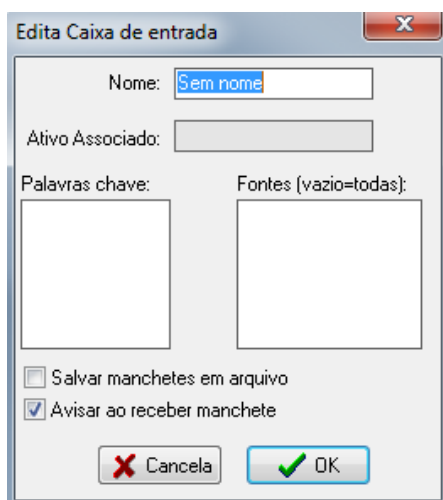 Edita Caixa de entrada
Nome: Sem nome
Ativo Associado:
Palavras chave: Fontes (vazio=todas):
Salvar manchetes em arquivo
Avisar ao receber manchete
Cancela OK